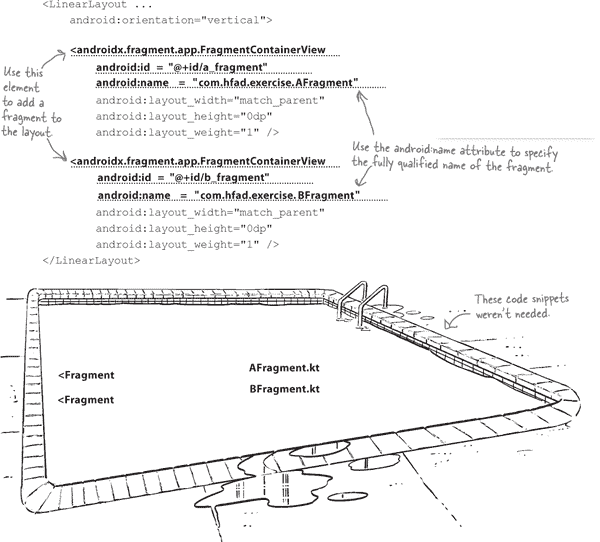 <LinearLayout ...
android:orientation="vertical">
<androidx.fragment.app.FragmentContainerView
android:id = "@+id/a_fragment"
android:name = "com.hfad.exercise.AFragment"
android:layout_width="match_parent"
android:layout_height="0dp"
android:layout_weight="1" />
Use this
element
to add a
fragment to
the layout.
Use the android:name attribute to specify
the fully qualified name of the fragment.
<androidx.fragment.app.FragmentContainerView
android:id = "@+id/b_fragment"
android:name = "com.hfad.exercise.BFragment"
android:layout_width="match_parent"
android:layout_height="0dp"
android:layout_weight="1" />
</LinearLayout>
These code snippets
weren't needed.
<Fragment
<Fragment
AFragment.kt
BFragment.kt